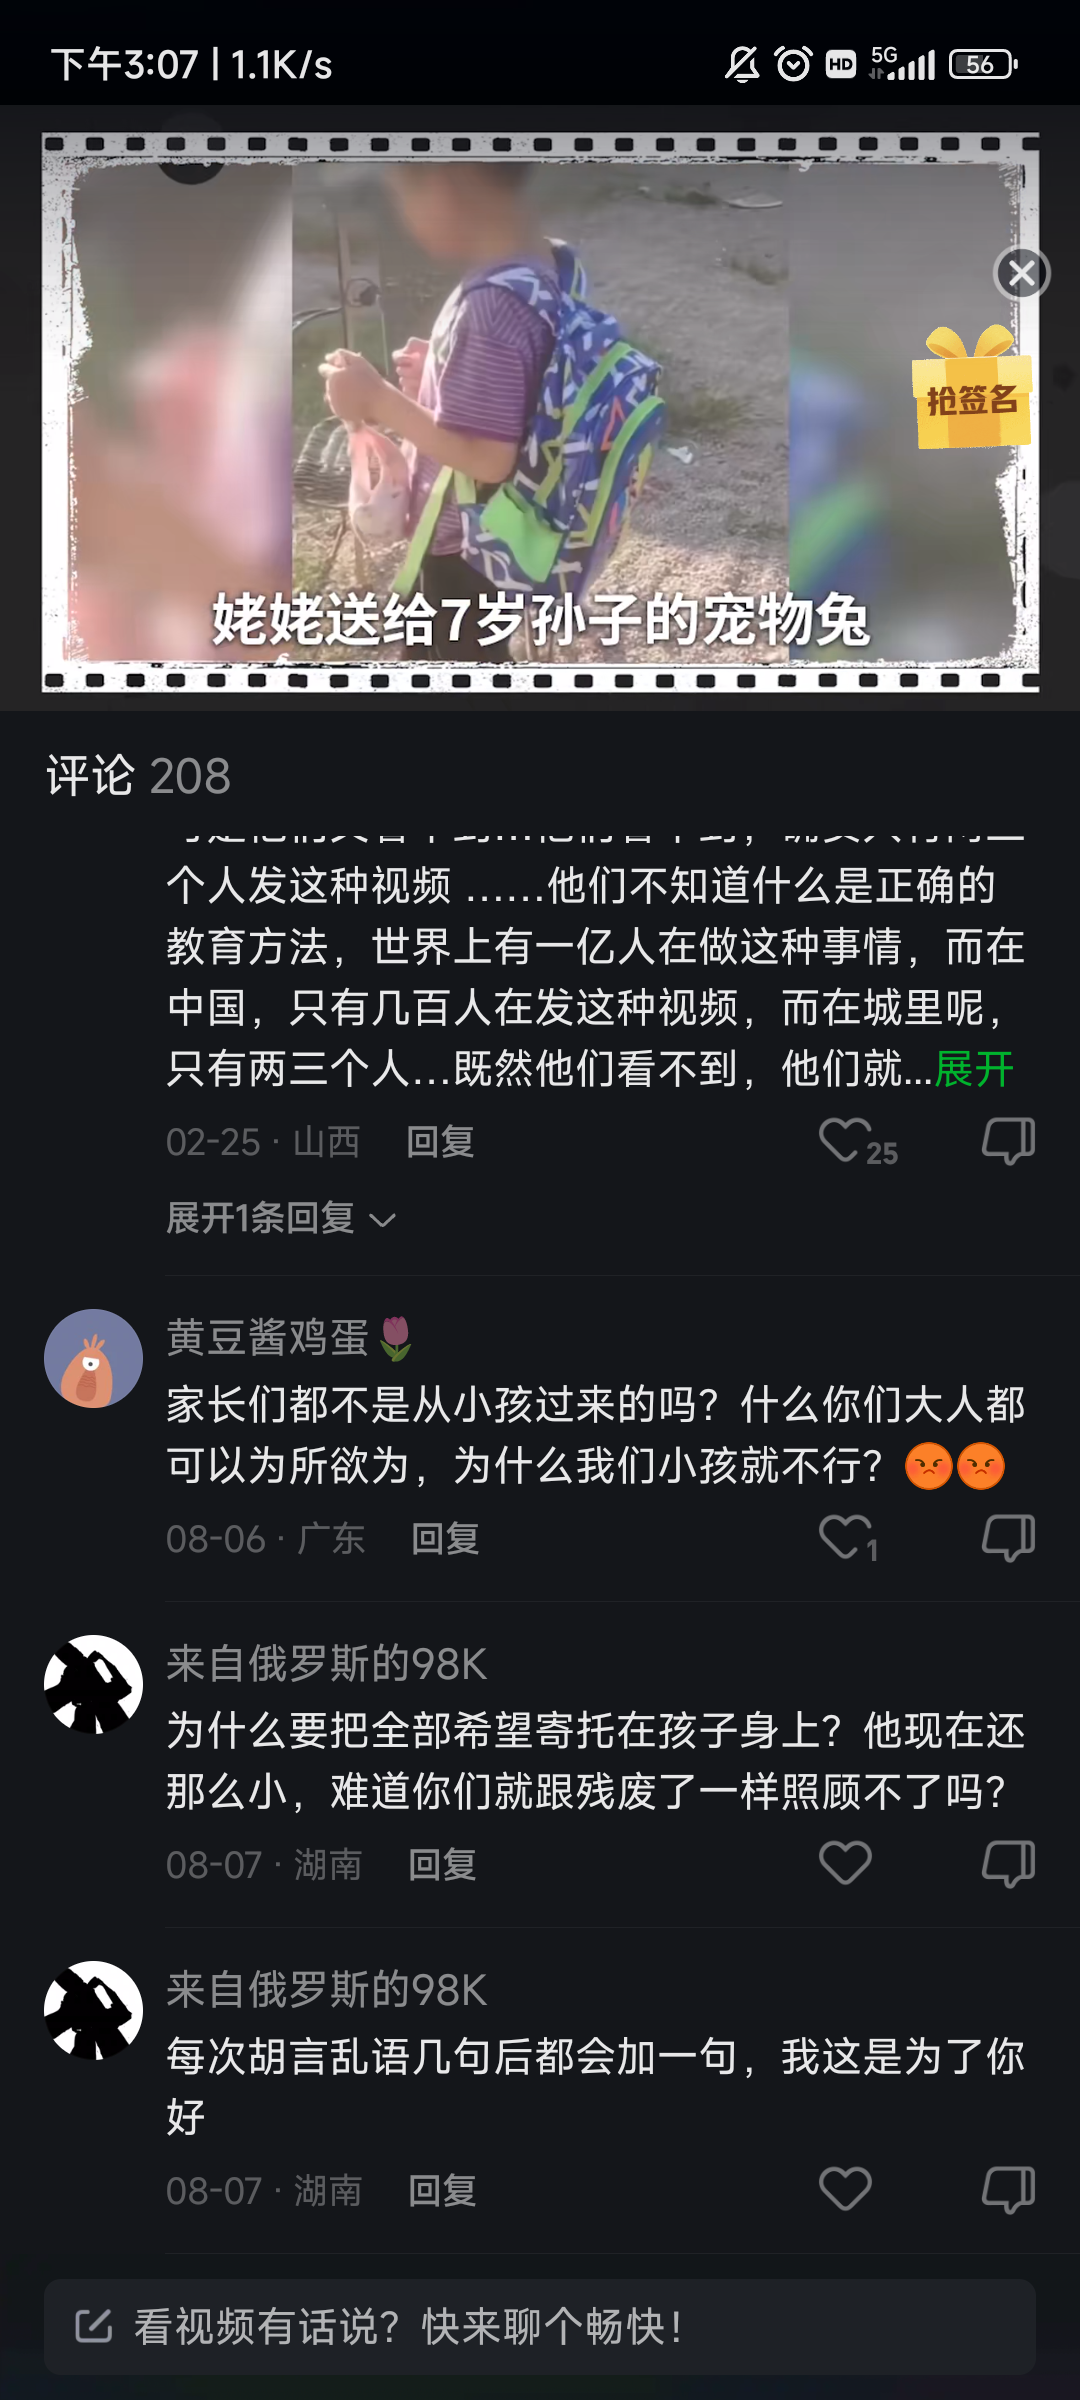 下午3:07 | 1.1K/s
HD
5G
56
抢签名
姥姥送给7岁孙子的宠物兔
评论 208
个人发这种视频 ……他们不知道什么是正确的
教育方法，世界上有一亿人在做这种事情，而在
中国，只有几百人在发这种视频，而在城里呢，
只有两三个人…既然他们看不到，他们就...展开
02-25 · 山西 回复
25
展开1条回复
黄豆酱鸡蛋🌷
家长们都不是从小孩过来的吗？什么你们大人都
可以为所欲为，为什么我们小孩就不行？😡😡
08-06 · 广东 回复
1
来自俄罗斯的98K
为什么要把全部希望寄托在孩子身上？他现在还
那么小，难道你们就跟残废了一样照顾不了吗？
08-07 · 湖南 回复
来自俄罗斯的98K
每次胡言乱语几句后都会加一句，我这是为了你
好
08-07 · 湖南 回复
看视频有话说？快来聊个畅快！